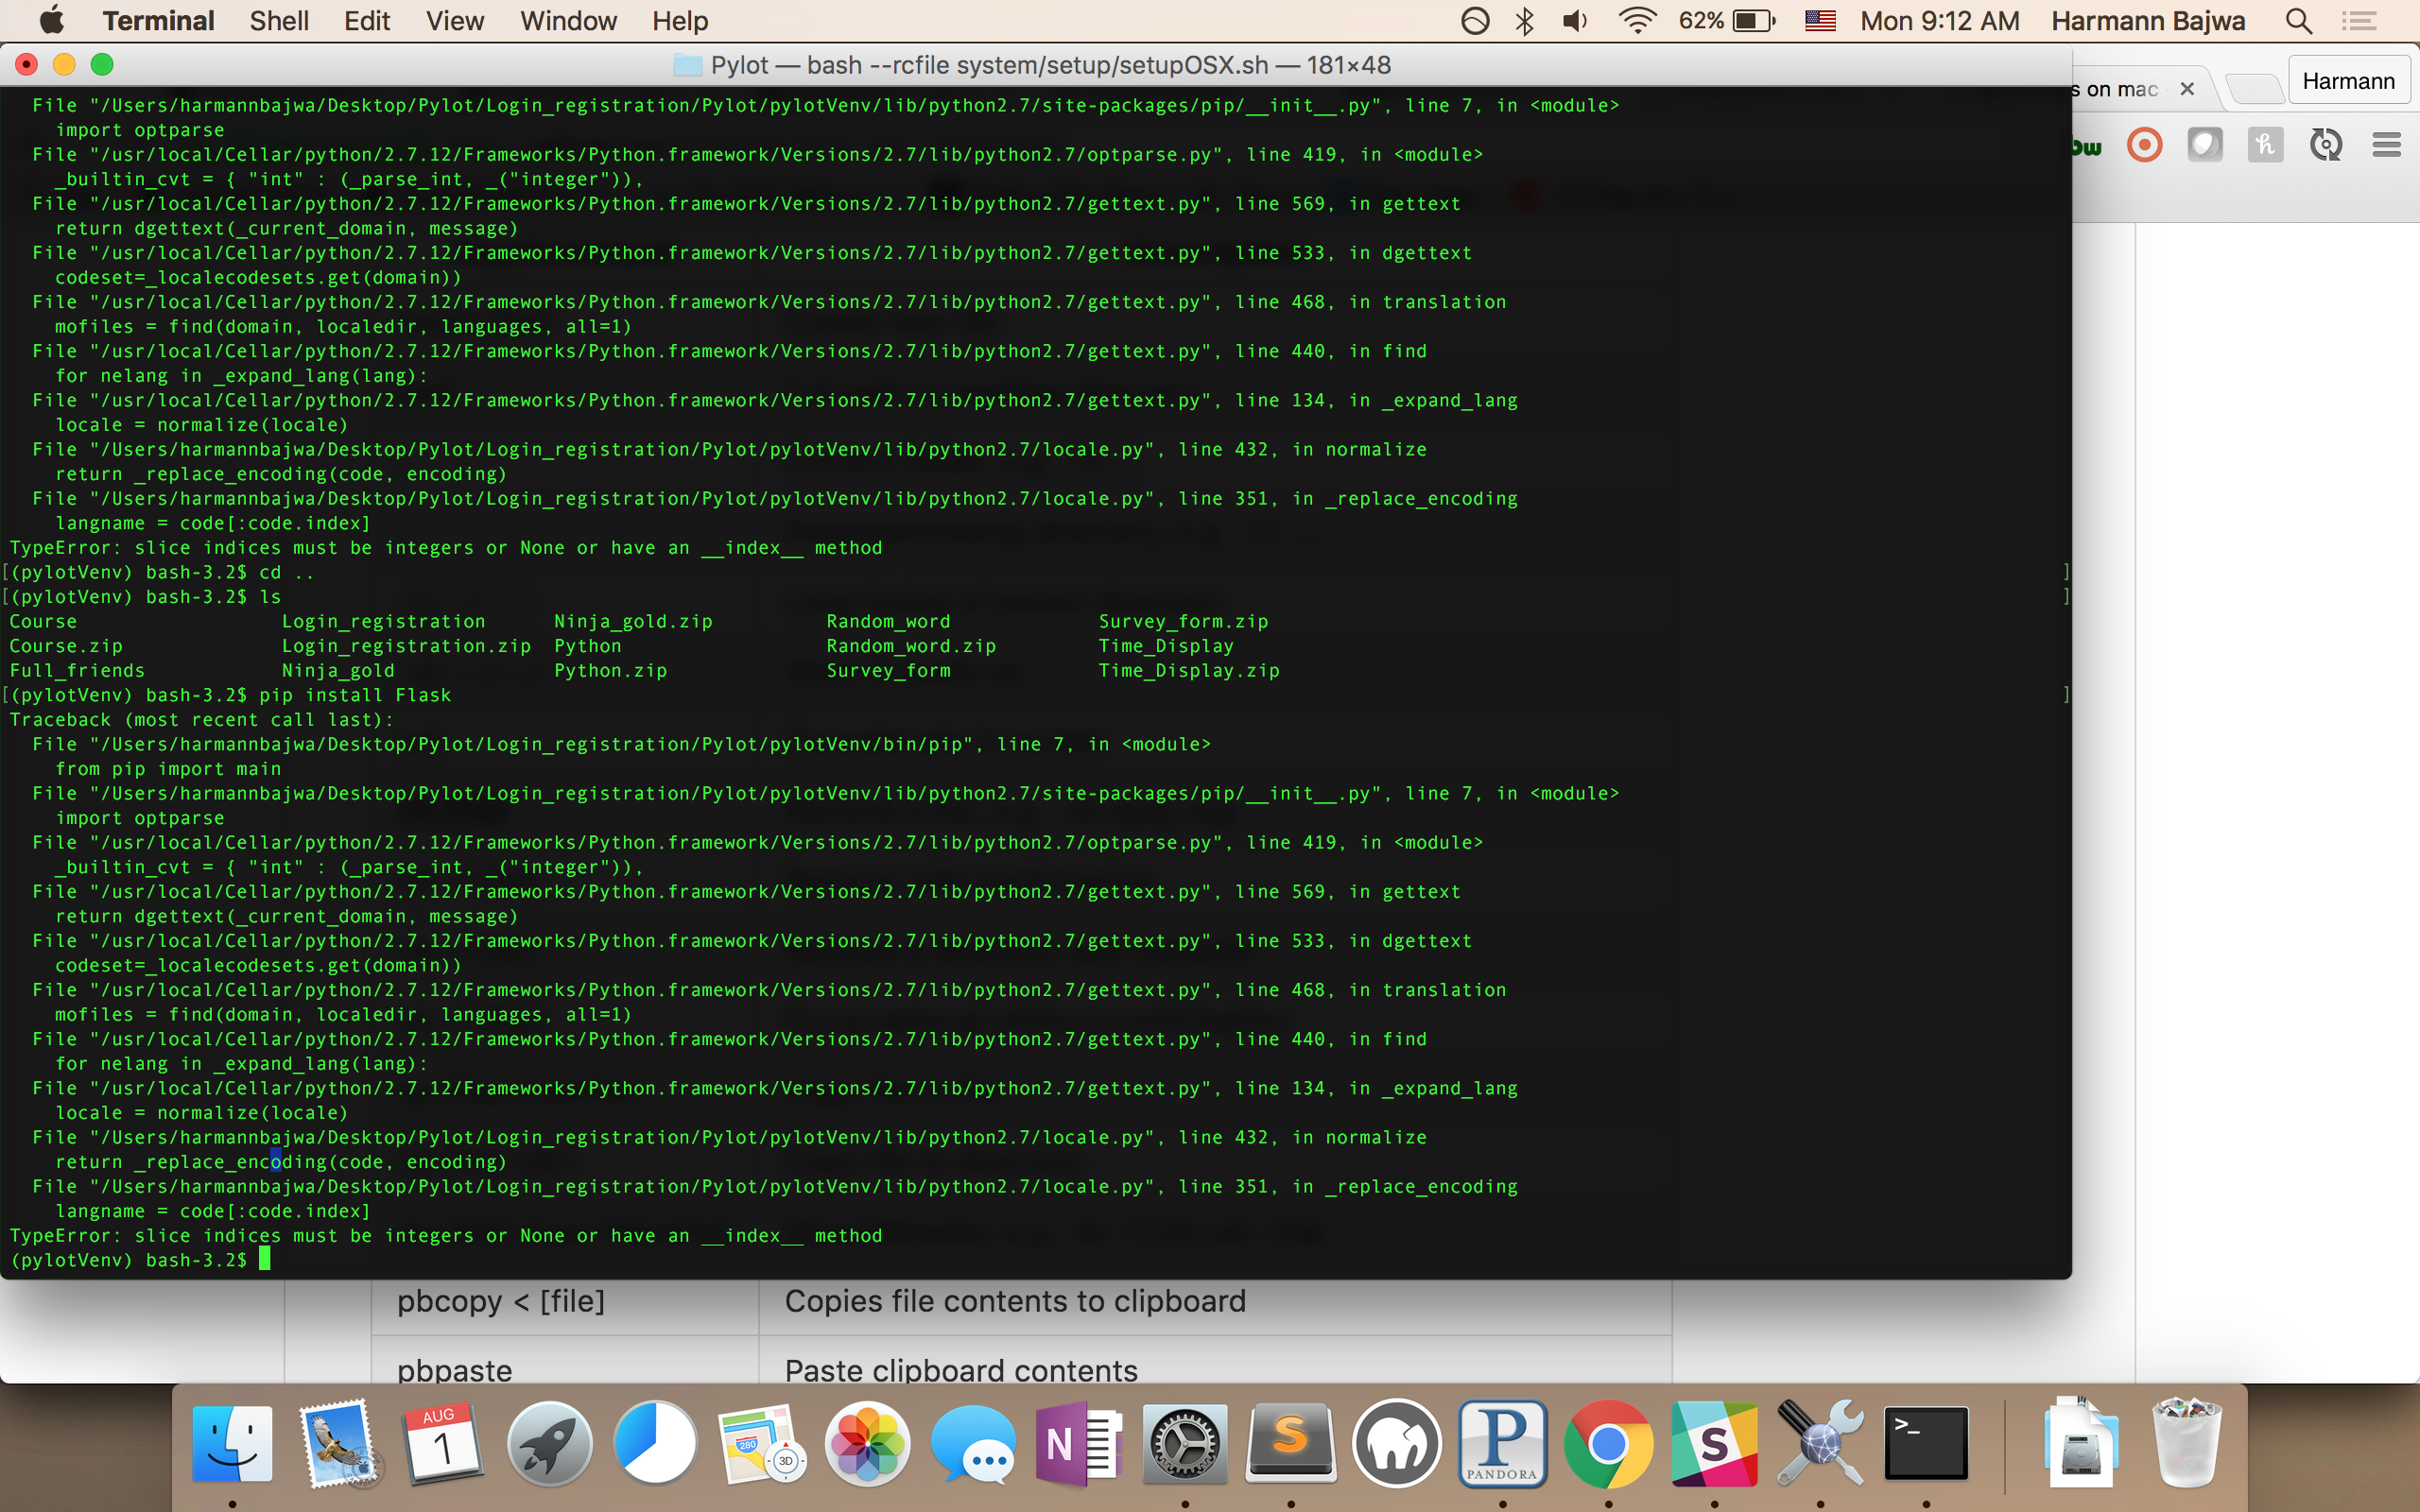 Terminal Shell Edit View Window Help 62% Mon 9:12 AM Harmann Bajwa
Pylot — bash --rcfile system/setup/setupOSX.sh — 181×48
s on mac
Harmann
File "/Users/harmannbajwa/Desktop/Pylot/Login_registration/Pylot/pylotVenv/lib/python2.7/site-packages/pip/__init__.py", line 7, in <module>
import optparse
File "/usr/local/Cellar/python/2.7.12/Frameworks/Python.framework/Versions/2.7/lib/python2.7/optparse.py", line 419, in <module>
_builtin_cvt = { "int" : (_parse_int, _("integer")),
File "/usr/local/Cellar/python/2.7.12/Frameworks/Python.framework/Versions/2.7/lib/python2.7/gettext.py", line 569, in gettext
return dgettext(_current_domain, message)
File "/usr/local/Cellar/python/2.7.12/Frameworks/Python.framework/Versions/2.7/lib/python2.7/gettext.py", line 533, in dgettext
codeset=_localecodesets.get(domain))
File "/usr/local/Cellar/python/2.7.12/Frameworks/Python.framework/Versions/2.7/lib/python2.7/gettext.py", line 468, in translation
mofiles = find(domain, localedir, languages, all=1)
File "/usr/local/Cellar/python/2.7.12/Frameworks/Python.framework/Versions/2.7/lib/python2.7/gettext.py", line 440, in find
for nelang in _expand_lang(lang):
File "/usr/local/Cellar/python/2.7.12/Frameworks/Python.framework/Versions/2.7/lib/python2.7/gettext.py", line 134, in _expand_lang
locale = normalize(locale)
File "/Users/harmannbajwa/Desktop/Pylot/Login_registration/Pylot/pylotVenv/lib/python2.7/locale.py", line 432, in normalize
return _replace_encoding(code, encoding)
File "/Users/harmannbajwa/Desktop/Pylot/Login_registration/Pylot/pylotVenv/lib/python2.7/locale.py", line 351, in _replace_encoding
langname = code[:code.index]
TypeError: slice indices must be integers or None or have an __index__ method
[(pylotVenv) bash-3.2$ cd .. ]
[(pylotVenv) bash-3.2$ ls ]
Course Login_registration Ninja_gold.zip Random_word Survey_form.zip
Course.zip Login_registration.zip Python Random_word.zip Time_Display
Full_friends Ninja_gold Python.zip Survey_form Time_Display.zip
[(pylotVenv) bash-3.2$ pip install Flask ]
Traceback (most recent call last):
File "/Users/harmannbajwa/Desktop/Pylot/Login_registration/Pylot/pylotVenv/bin/pip", line 7, in <module>
from pip import main
File "/Users/harmannbajwa/Desktop/Pylot/Login_registration/Pylot/pylotVenv/lib/python2.7/site-packages/pip/__init__.py", line 7, in <module>
import optparse
File "/usr/local/Cellar/python/2.7.12/Frameworks/Python.framework/Versions/2.7/lib/python2.7/optparse.py", line 419, in <module>
_builtin_cvt = { "int" : (_parse_int, _("integer")),
File "/usr/local/Cellar/python/2.7.12/Frameworks/Python.framework/Versions/2.7/lib/python2.7/gettext.py", line 569, in gettext
return dgettext(_current_domain, message)
File "/usr/local/Cellar/python/2.7.12/Frameworks/Python.framework/Versions/2.7/lib/python2.7/gettext.py", line 533, in dgettext
codeset=_localecodesets.get(domain))
File "/usr/local/Cellar/python/2.7.12/Frameworks/Python.framework/Versions/2.7/lib/python2.7/gettext.py", line 468, in translation
mofiles = find(domain, localedir, languages, all=1)
File "/usr/local/Cellar/python/2.7.12/Frameworks/Python.framework/Versions/2.7/lib/python2.7/gettext.py", line 440, in find
for nelang in _expand_lang(lang):
File "/usr/local/Cellar/python/2.7.12/Frameworks/Python.framework/Versions/2.7/lib/python2.7/gettext.py", line 134, in _expand_lang
locale = normalize(locale)
File "/Users/harmannbajwa/Desktop/Pylot/Login_registration/Pylot/pylotVenv/lib/python2.7/locale.py", line 432, in normalize
return _replace_encoding(code, encoding)
File "/Users/harmannbajwa/Desktop/Pylot/Login_registration/Pylot/pylotVenv/lib/python2.7/locale.py", line 351, in _replace_encoding
langname = code[:code.index]
TypeError: slice indices must be integers or None or have an __index__ method
(pylotVenv) bash-3.2$
pbcopy < [file] Copies file contents to clipboard
pbpaste Paste clipboard contents
AUG
1
280
3D
N
S
P
PANDORA
S
>_